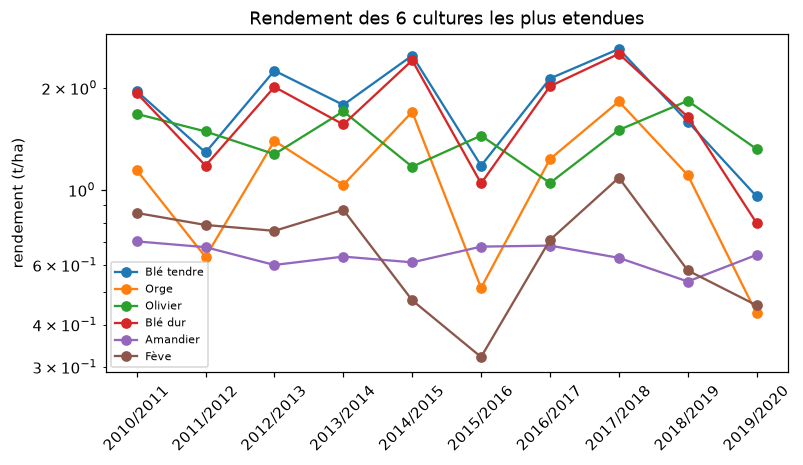 Rendement des 6 cultures les plus etendues
rendement (t/ha)
2 × 10⁰
10⁰
6 × 10⁻¹
4 × 10⁻¹
3 × 10⁻¹
Blé tendre
Orge
Olivier
Blé dur
Amandier
Fève
2010/2011
2011/2012
2012/2013
2013/2014
2014/2015
2015/2016
2016/2017
2017/2018
2018/2019
2019/2020